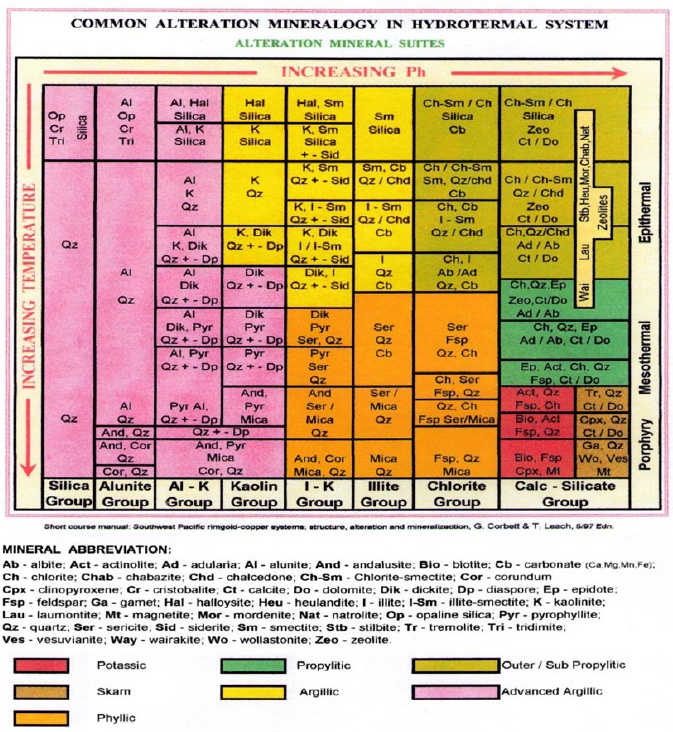 COMMON ALTERATION MINERALOGY IN HYDROTERMAL SYSTEM
ALTERATION MINERAL SUITES
INCREASING Ph
INCREASING TEMPERATURE
Op
Cr
Tri
Silica
Qz
Qz
Al
Op
Cr
Tri
Al
Qz
Al
Qz
And, Qz
And, Cor
Qz
Cor, Qz
Al, Hal
Silica
Al, K
Silica
Al
K
Qz
Al
K, Dik
Qz + - Dp
Al
Dik
Qz + - Dp
Al
Dik, Pyr
Qz + - Dp
Al, Pyr
Qz + - Dp
Pyr Al,
Qz + - Dp
Qz + - Dp
And, Pyr
Mica
Cor, Qz
Hal
Silica
K
Silica
K
Qz
K, Dik
Qz + - Dp
Dik
Qz + - Dp
Dik
Pyr
Qz + - Dp
Pyr
Qz + - Dp
And,
Pyr
Mica
Hal, Sm
Silica
K, Sm
Silica
+ - Sid
K, Sm
Qz + - Sid
K, I - Sm
Qz + - Sid
K, Dik
I / I-Sm
Qz + - Sid
Dik, I
Qz + - Sid
Dik
Pyr
Ser, Qz
Pyr
Ser
Qz
And
Ser /
Mica
Qz
And, Cor
Mica, Qz
Sm
Silica
Sm, Cb
Qz / Chd
I - Sm
Qz / Chd
Cb
I
Qz
Cb
Ser
Qz
Cb
Ser /
Mica
Qz
Mica
Qz
Ch-Sm / Ch
Silica
Cb
Ch / Ch-Sm
Sm, Qz/chd
Cb
Ch, Cb
I - Sm
Qz / Chd
Ch, I
Ab /Ad
Qz, Cb
Ser
Fsp
Qz, Ch
Ch, Ser
Fsp, Qz
Qz, Ch
Fsp Ser/Mica
Fsp, Qz
Mica
Ch-Sm / Ch
Silica
Zeo
Ct / Do
Ch / Ch-Sm
Qz / Chd
Zeo
Ct / Do
Ch,Qz/Chd
Ad / Ab
Ct / Do
Ch,Qz,Ep
Zeo,Ct/Do
Ad / Ab
Ch, Qz, Ep
Ad / Ab, Ct / Do
Ep, Act, Ch, Qz
Fsp, Ct / Do
Act, Qz
Fsp, Ch
Bio, Act
Fsp, Qz
Bio, Fsp
Cpx, Mt
Tr, Qz
Ct / Do
Cpx, Qz
Ct / Do
Ga, Qz
Wo, Ves
Mt
Stb,Heu,Mor,Chab,Nat
Zeolites
Lau
Wai
Epithermal
Mesothermal
Porphyry
Silica Group
Alunite Group
Al - K Group
Kaolin Group
I - K Group
Illite Group
Chlorite Group
Calc - Silicate Group
Short course manual: Southwest Pacific rimgold-copper systems; structure, alteration and mineralization, G. Corbett & T. Leach, 5/97 Edn.
MINERAL ABBREVIATION:
Ab - albite; Act - actinolite; Ad - adularia; Al - alunite; And - andalusite; Bio - biotite; Cb - carbonate (Ca,Mg,Mn,Fe);
Ch - chlorite; Chab - chabazite; Chd - chalcedone; Ch-Sm - Chlorite-smectite; Cor - corundum
Cpx - clinopyroxene; Cr - cristobalite; Ct - calcite; Do - dolomite; Dik - dikite; Dp - diaspore; Ep - epidote;
Fsp - feldspar; Ga - garnet; Hal - halloysite; Heu - heulandite; I - illite; I-Sm - illite-smectite; K - kaolinite;
Lau - laumontite; Mt - magnetite; Mor - mordenite; Nat - natrolite; Op - opaline silica; Pyr - pyrophyllite;
Qz - quartz; Ser - sericite; Sid - siderite; Sm - smectite; Stb - stilbite; Tr - tremolite; Tri - tridimite;
Ves - vesuvianite; Way - wairakite; Wo - wollastonite; Zeo - zeolite.
Potassic
Propylitic
Outer / Sub Propylitic
Skarn
Argillic
Advanced Argillic
Phyllic